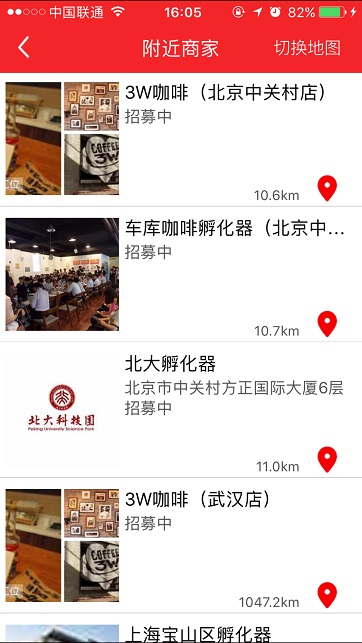 中国联通 16:05 82%
附近商家 切换地图
3W咖啡（北京中关村店）
招募中
10.6km
车库咖啡孵化器（北京中...
招募中
10.7km
北大科技园
Peking University Science Park
北大孵化器
北京市中关村方正国际大厦6层
招募中
11.0km
COFFEE
3W
3W咖啡（武汉店）
招募中
1047.2km
COFFEE
3W
上海宝山区孵化器